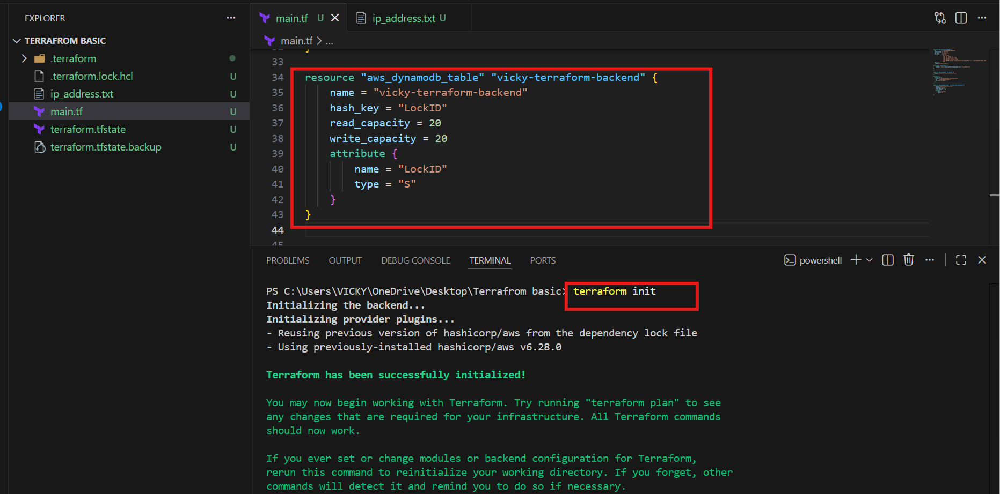 EXPLORER
TERRAFROM BASIC
.terraform
.terraform.lock.hcl U
ip_address.txt U
main.tf U
terraform.tfstate U
terraform.tfstate.backup U
main.tf U
ip_address.txt U
main.tf > ...
32 }
33
34 resource "aws_dynamodb_table" "vicky-terraform-backend" {
35 name = "vicky-terraform-backend"
36 hash_key = "LockID"
37 read_capacity = 20
38 write_capacity = 20
39 attribute {
40 name = "LockID"
41 type = "S"
42 }
43 }
44
45
PROBLEMS OUTPUT DEBUG CONSOLE TERMINAL PORTS
powershell
PS C:\Users\VICKY\OneDrive\Desktop\Terrafrom basic> terraform init
Initializing the backend...
Initializing provider plugins...
- Reusing previous version of hashicorp/aws from the dependency lock file
- Using previously-installed hashicorp/aws v6.28.0
Terraform has been successfully initialized!
You may now begin working with Terraform. Try running "terraform plan" to see
any changes that are required for your infrastructure. All Terraform commands
should now work.
If you ever set or change modules or backend configuration for Terraform,
rerun this command to reinitialize your working directory. If you forget, other
commands will detect it and remind you to do so if necessary.